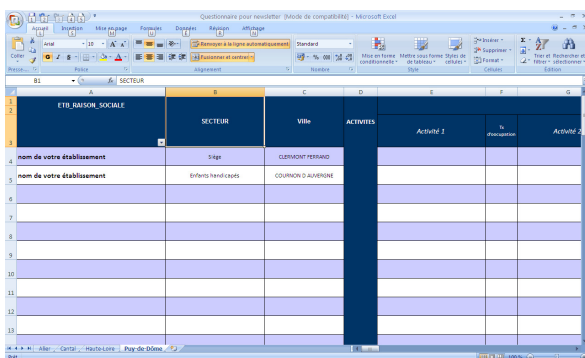 Questionnaire pour newsletter [Mode de compatibilité] - Microsoft Excel
Accueil Insertion Mise en page Formules Données Révision Affichage
Arial 10 Renvoyer à la ligne automatiquement Standard Insérer
Coller G I S Fusionner et centrer % 000 Mise en forme conditionnelle Mettre sous forme de tableau Styles de cellules Supprimer Format Trier et filtrer Rechercher et sélectionner
Presse-... Police Alignement Nombre Style Cellules Édition
B1 fx SECTEUR
A B C D E F G
1 ETB_RAISON_SOCIALE
2
3 SECTEUR Ville ACTIVITES Activité 1 Tx d'occupation Activité 2
4 nom de votre établissement Siège CLERMONT FERRAND
5 nom de votre établissement Enfants handicapés COURNON D AUVERGNE
6
7
8
9
10
11
12
13
Allier Cantal Haute-Loire Puy-de-Dôme
Prêt 100 %